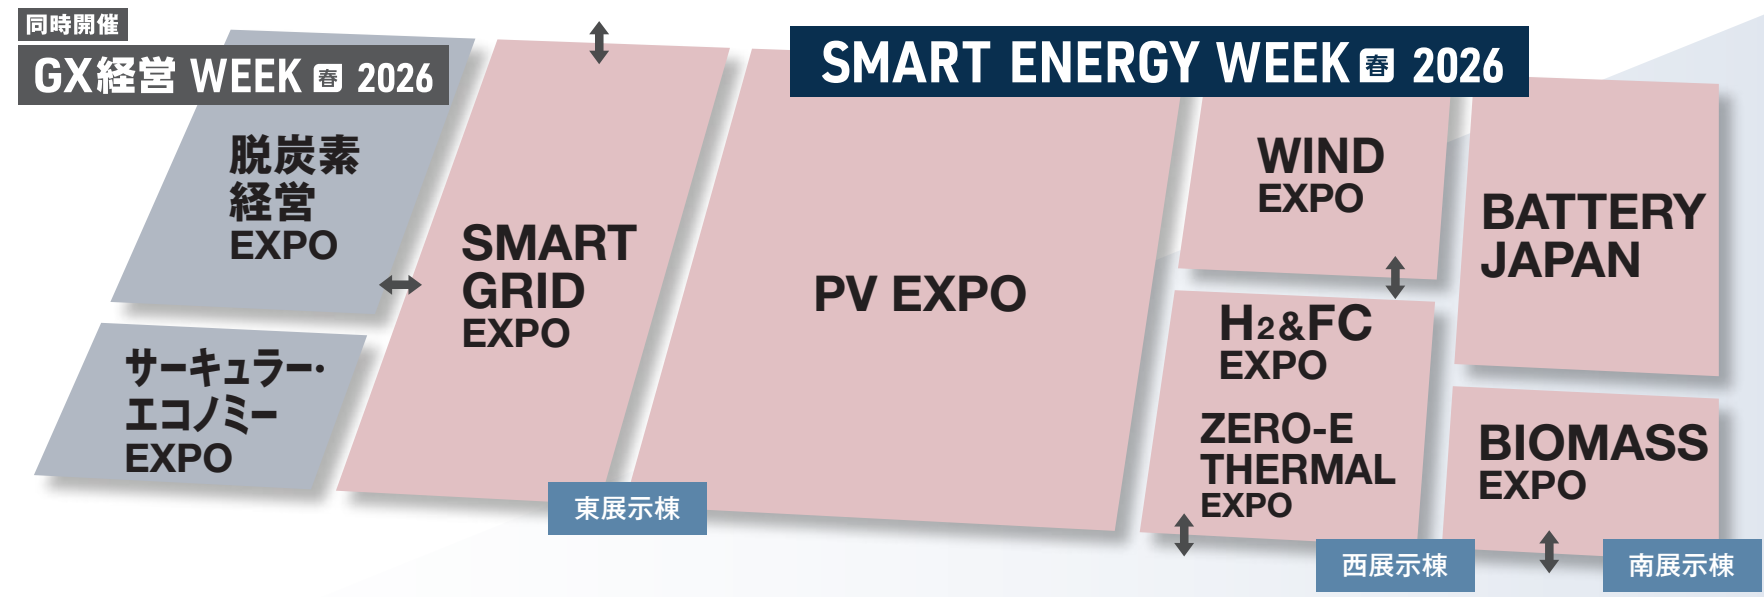 同時開催
GX経営 WEEK 春 2026
SMART ENERGY WEEK 春 2026
脱炭素
経営
EXPO
サーキュラー・
エコノミー
EXPO
SMART
GRID
EXPO
PV EXPO
東展示棟
WIND
EXPO
H2&FC
EXPO
ZERO-E
THERMAL
EXPO
西展示棟
BATTERY
JAPAN
BIOMASS
EXPO
南展示棟